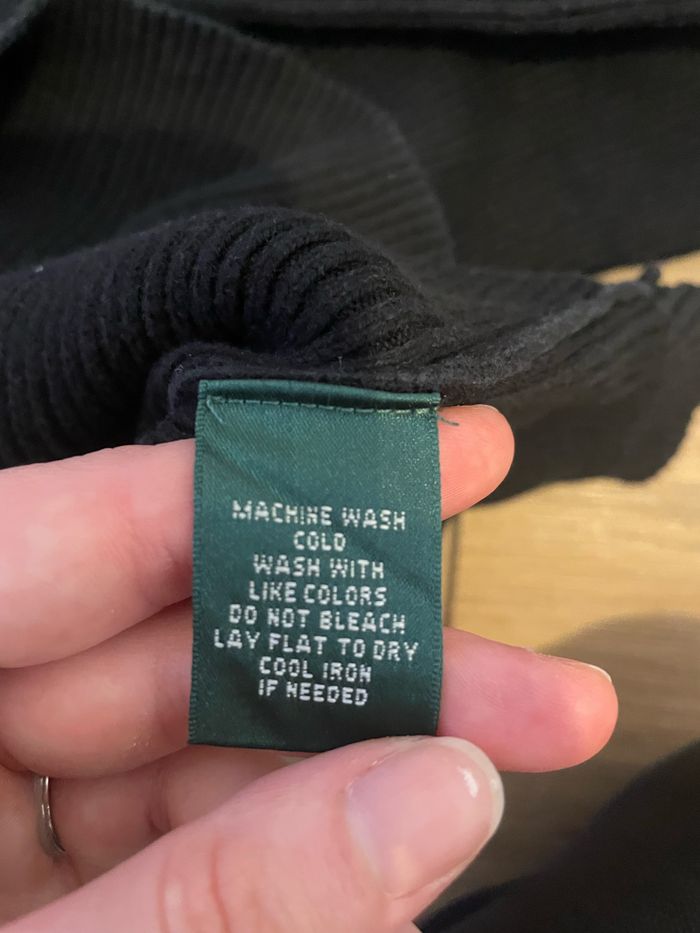 MACHINE WASH
COLD
WASH WITH
LIKE COLORS
DO NOT BLEACH
LAY FLAT TO DRY
COOL IRON
IF NEEDED